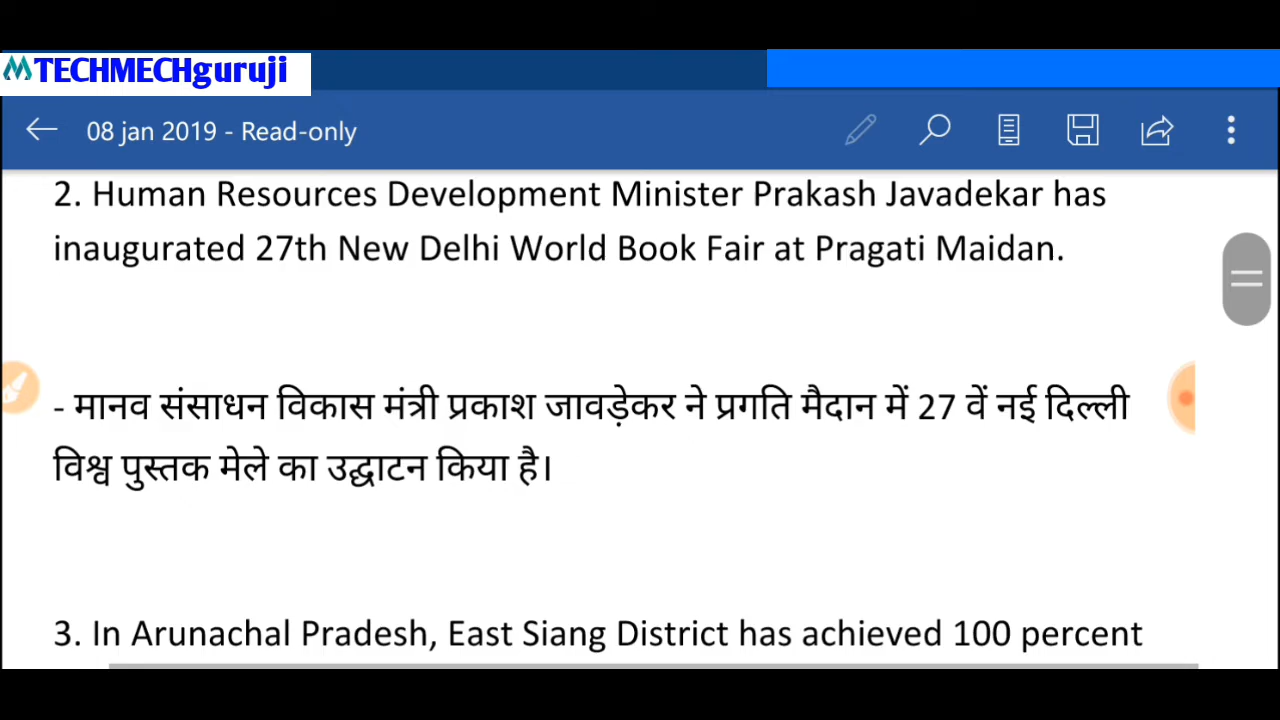 TECHMECHguruji
08 jan 2019 - Read-only
2. Human Resources Development Minister Prakash Javadekar has
inaugurated 27th New Delhi World Book Fair at Pragati Maidan.
- मानव संसाधन विकास मंत्री प्रकाश जावड़ेकर ने प्रगति मैदान में 27 वें नई दिल्ली
विश्व पुस्तक मेले का उद्घाटन किया है।
3. In Arunachal Pradesh, East Siang District has achieved 100 percent